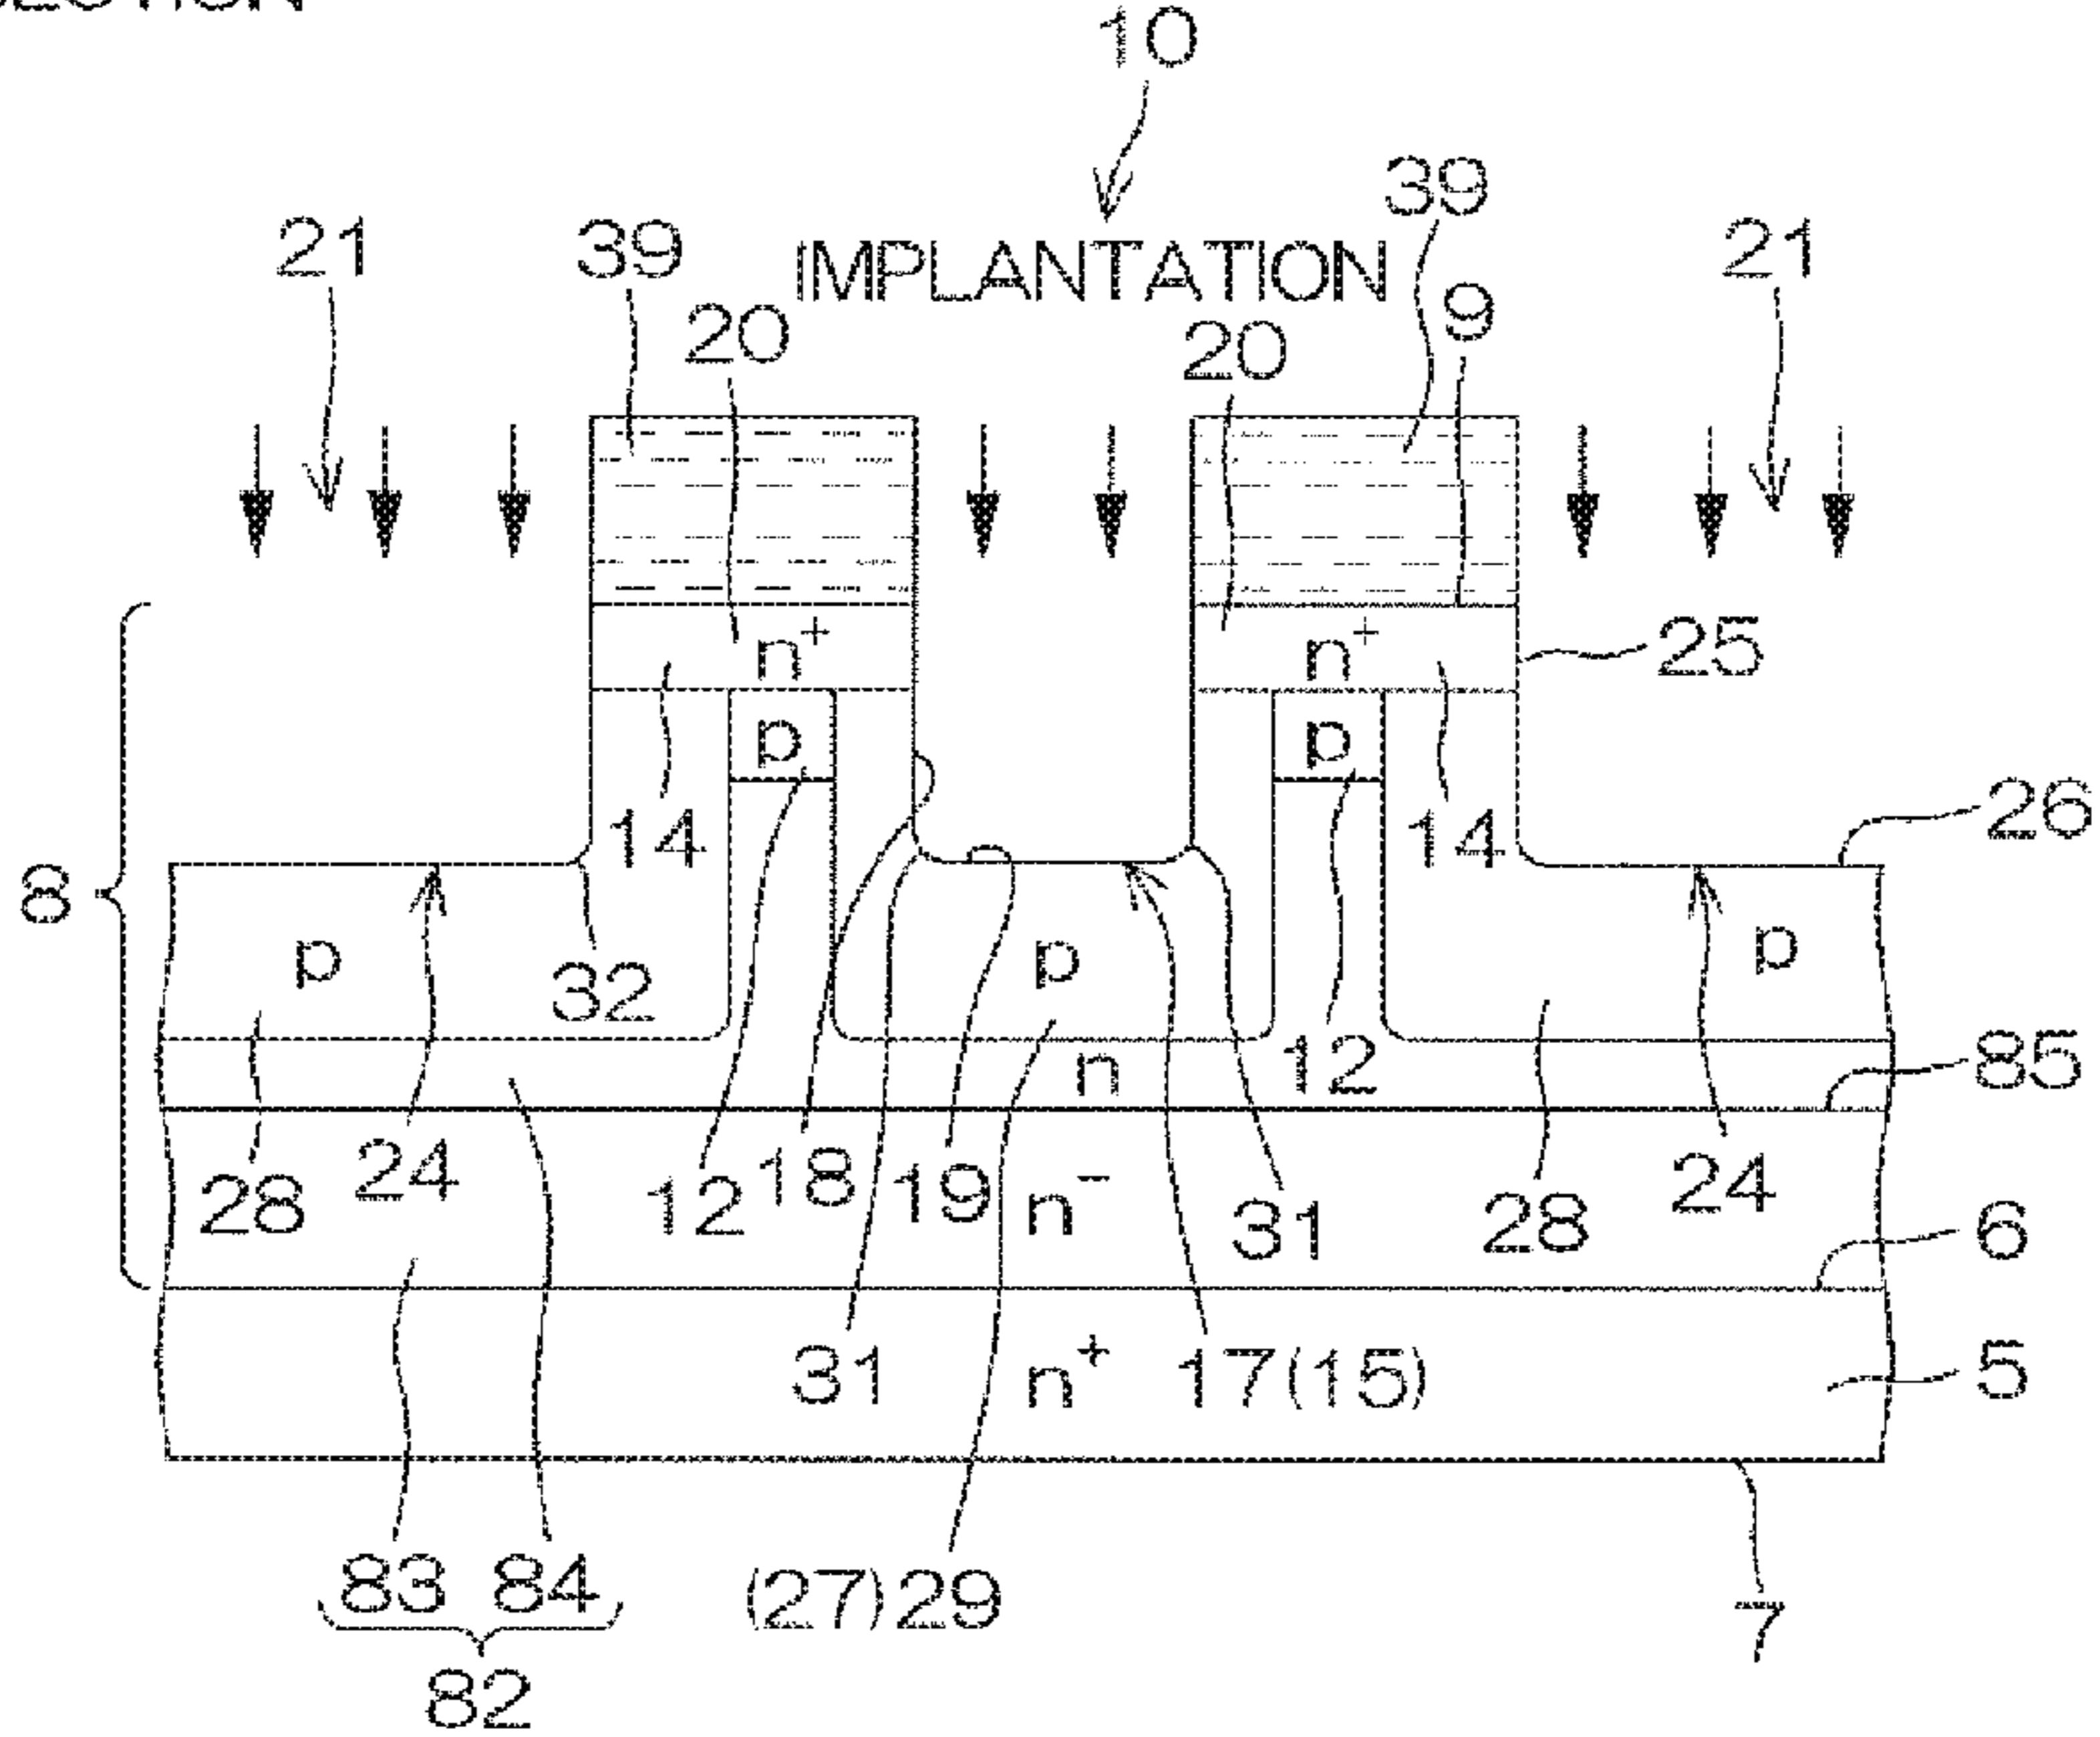 10
39
21 39 IMPLANTATION 21
20 20 9
n+ n+ 25
p p
14 14 26
8
p 32 p p
n 12 85
28 24 12 18 19 n- 31 28 24 6
31 n+ 17(15) 5
83 84 (27)29 7
82